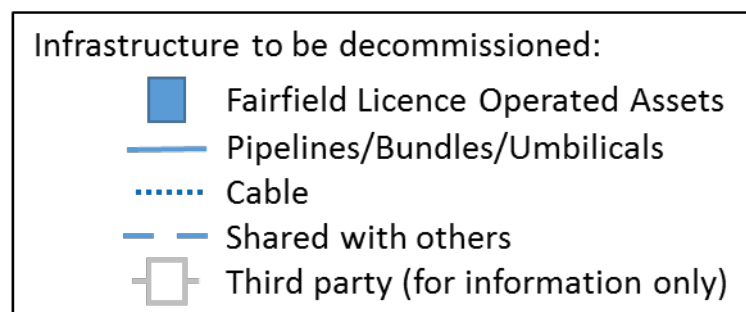 Infrastructure to be decommissioned:
Fairfield Licence Operated Assets
Pipelines/Bundles/Umbilicals
Cable
Shared with others
Third party (for information only)